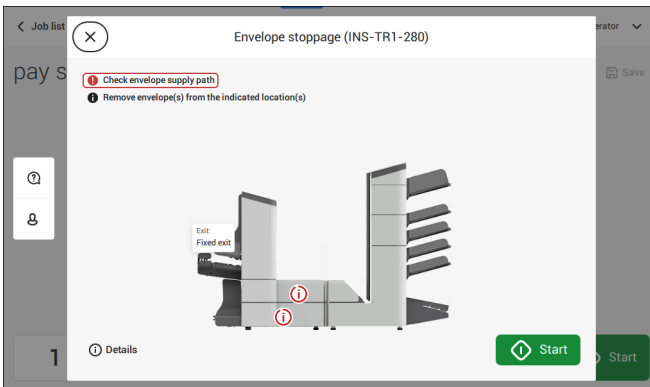 Job list
Envelope stoppage (INS-TR1-280)
erator
pay s
Save
Check envelope supply path
Remove envelope(s) from the indicated location(s)
Exit:
Fixed exit
Details
Start
1
Start